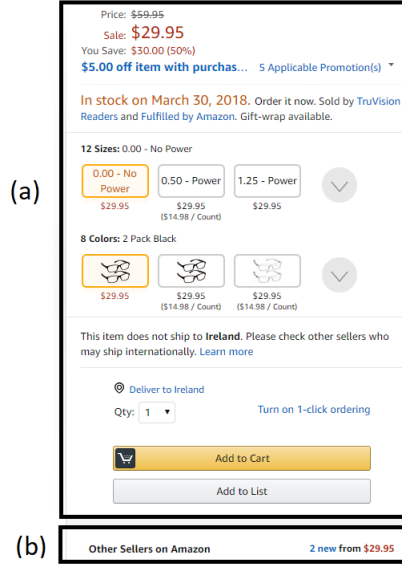 Price: $59.95
Sale: $29.95
You Save: $30.00 (50%)
$5.00 off item with purchas... 5 Applicable Promotion(s)
In stock on March 30, 2018. Order it now. Sold by TruVision
Readers and Fulfilled by Amazon. Gift-wrap available.
12 Sizes: 0.00 - No Power
(a)
0.00 - No Power
0.50 - Power
1.25 - Power
$29.95 $29.95 $29.95
($14.98 / Count)
8 Colors: 2 Pack Black
$29.95 $29.95 $29.95
($14.98 / Count) ($14.98 / Count)
This item does not ship to Ireland. Please check other sellers who
may ship internationally. Learn more
Deliver to Ireland
Qty: 1 Turn on 1-click ordering
Add to Cart
Add to List
(b) Other Sellers on Amazon 2 new from $29.95